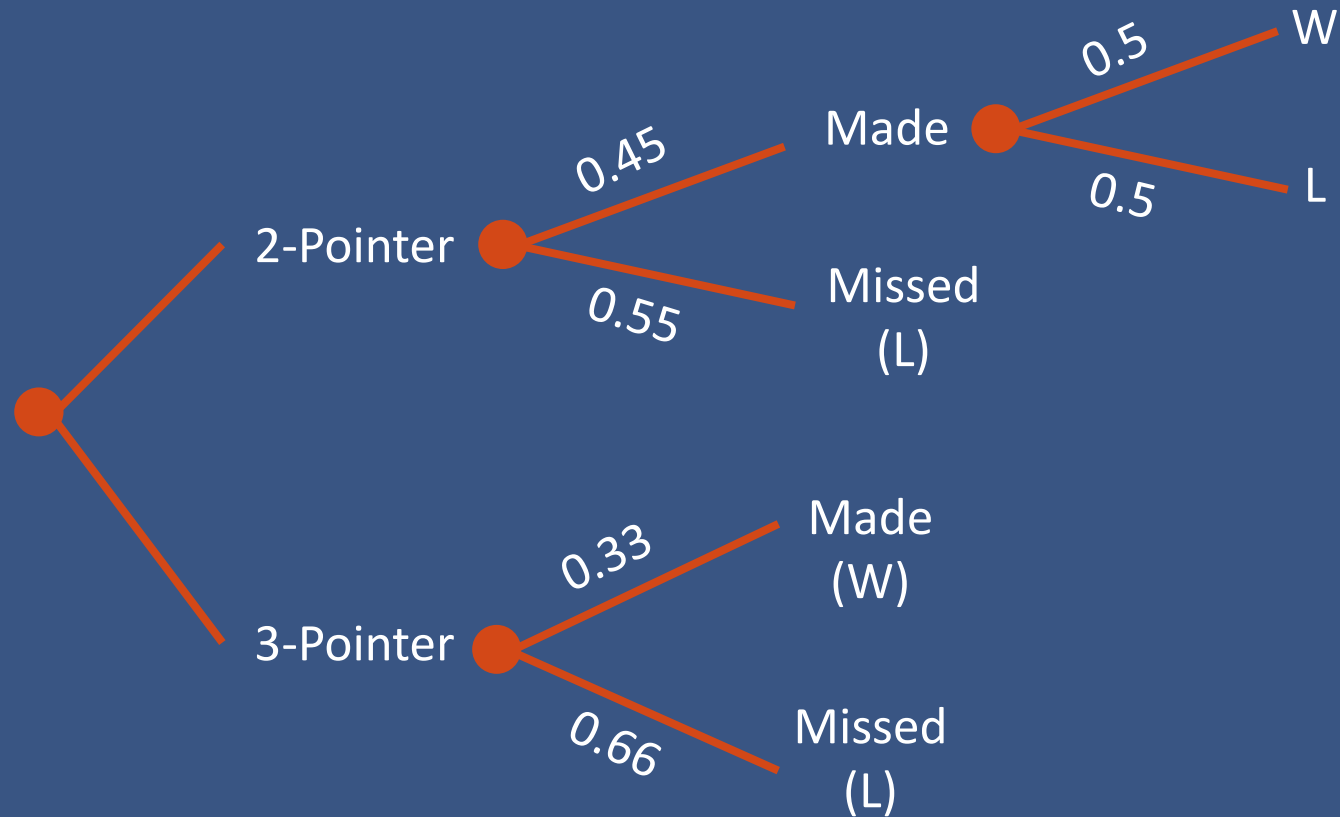 W
0.5
Made
0.45
0.5
L
2-Pointer
Missed
(L)
0.55
Made
(W)
0.33
3-Pointer
Missed
(L)
0.66